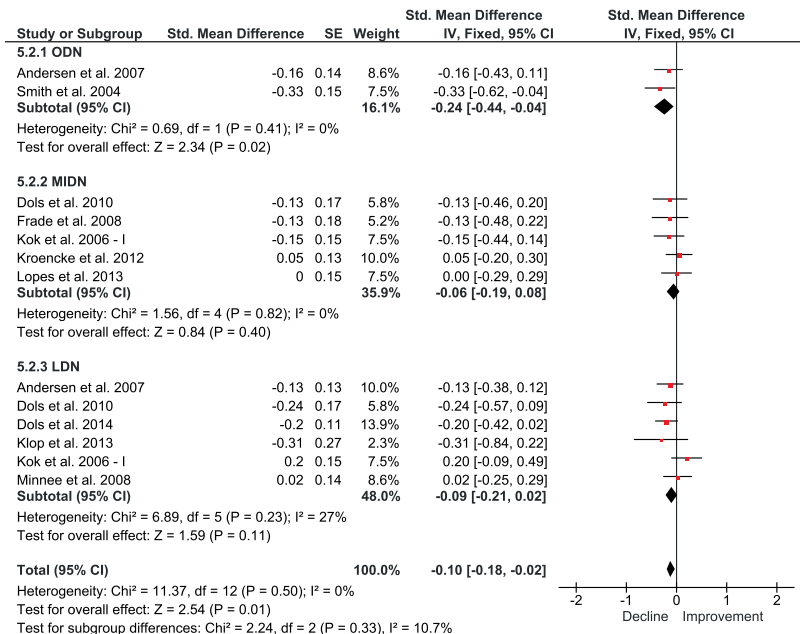 Std. Mean Difference Std. Mean Difference
Study or Subgroup Std. Mean Difference SE Weight IV, Fixed, 95% CI IV, Fixed, 95% CI
5.2.1 ODN
Andersen et al. 2007 -0.16 0.14 8.6% -0.16 [-0.43, 0.11]
Smith et al. 2004 -0.33 0.15 7.5% -0.33 [-0.62, -0.04]
Subtotal (95% CI) 16.1% -0.24 [-0.44, -0.04]
Heterogeneity: Chi² = 0.69, df = 1 (P = 0.41); I² = 0%
Test for overall effect: Z = 2.34 (P = 0.02)
5.2.2 MIDN
Dols et al. 2010 -0.13 0.17 5.8% -0.13 [-0.46, 0.20]
Frade et al. 2008 -0.13 0.18 5.2% -0.13 [-0.48, 0.22]
Kok et al. 2006 - I -0.15 0.15 7.5% -0.15 [-0.44, 0.14]
Kroencke et al. 2012 0.05 0.13 10.0% 0.05 [-0.20, 0.30]
Lopes et al. 2013 0 0.15 7.5% 0.00 [-0.29, 0.29]
Subtotal (95% CI) 35.9% -0.06 [-0.19, 0.08]
Heterogeneity: Chi² = 1.56, df = 4 (P = 0.82); I² = 0%
Test for overall effect: Z = 0.84 (P = 0.40)
5.2.3 LDN
Andersen et al. 2007 -0.13 0.13 10.0% -0.13 [-0.38, 0.12]
Dols et al. 2010 -0.24 0.17 5.8% -0.24 [-0.57, 0.09]
Dols et al. 2014 -0.2 0.11 13.9% -0.20 [-0.42, 0.02]
Klop et al. 2013 -0.31 0.27 2.3% -0.31 [-0.84, 0.22]
Kok et al. 2006 - I 0.2 0.15 7.5% 0.20 [-0.09, 0.49]
Minnee et al. 2008 0.02 0.14 8.6% 0.02 [-0.25, 0.29]
Subtotal (95% CI) 48.0% -0.09 [-0.21, 0.02]
Heterogeneity: Chi² = 6.89, df = 5 (P = 0.23); I² = 27%
Test for overall effect: Z = 1.59 (P = 0.11)
Total (95% CI) 100.0% -0.10 [-0.18, -0.02]
Heterogeneity: Chi² = 11.37, df = 12 (P = 0.50); I² = 0%
Test for overall effect: Z = 2.54 (P = 0.01)
Test for subgroup differences: Chi² = 2.24, df = 2 (P = 0.33), I² = 10.7%
-2 -1 0 1 2
Decline Improvement